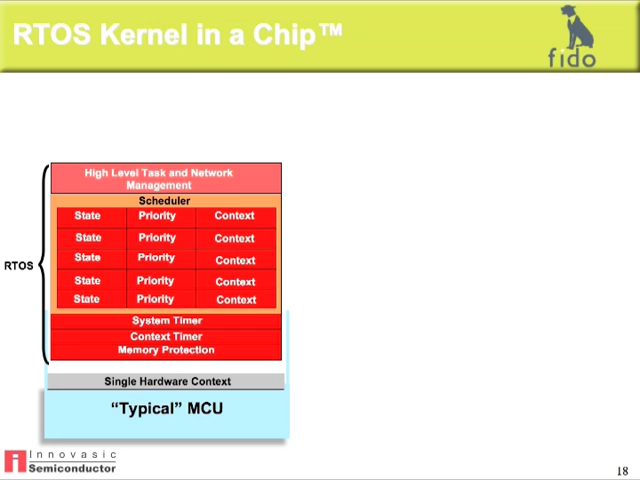 RTOS Kernel in a Chip™
fido
High Level Task and Network
Management
Scheduler
State Priority Context
State Priority Context
State Priority Context
State Priority Context
State Priority Context
RTOS
System Timer
Context Timer
Memory Protection
Single Hardware Context
“Typical” MCU
Innovasic
Semiconductor
18